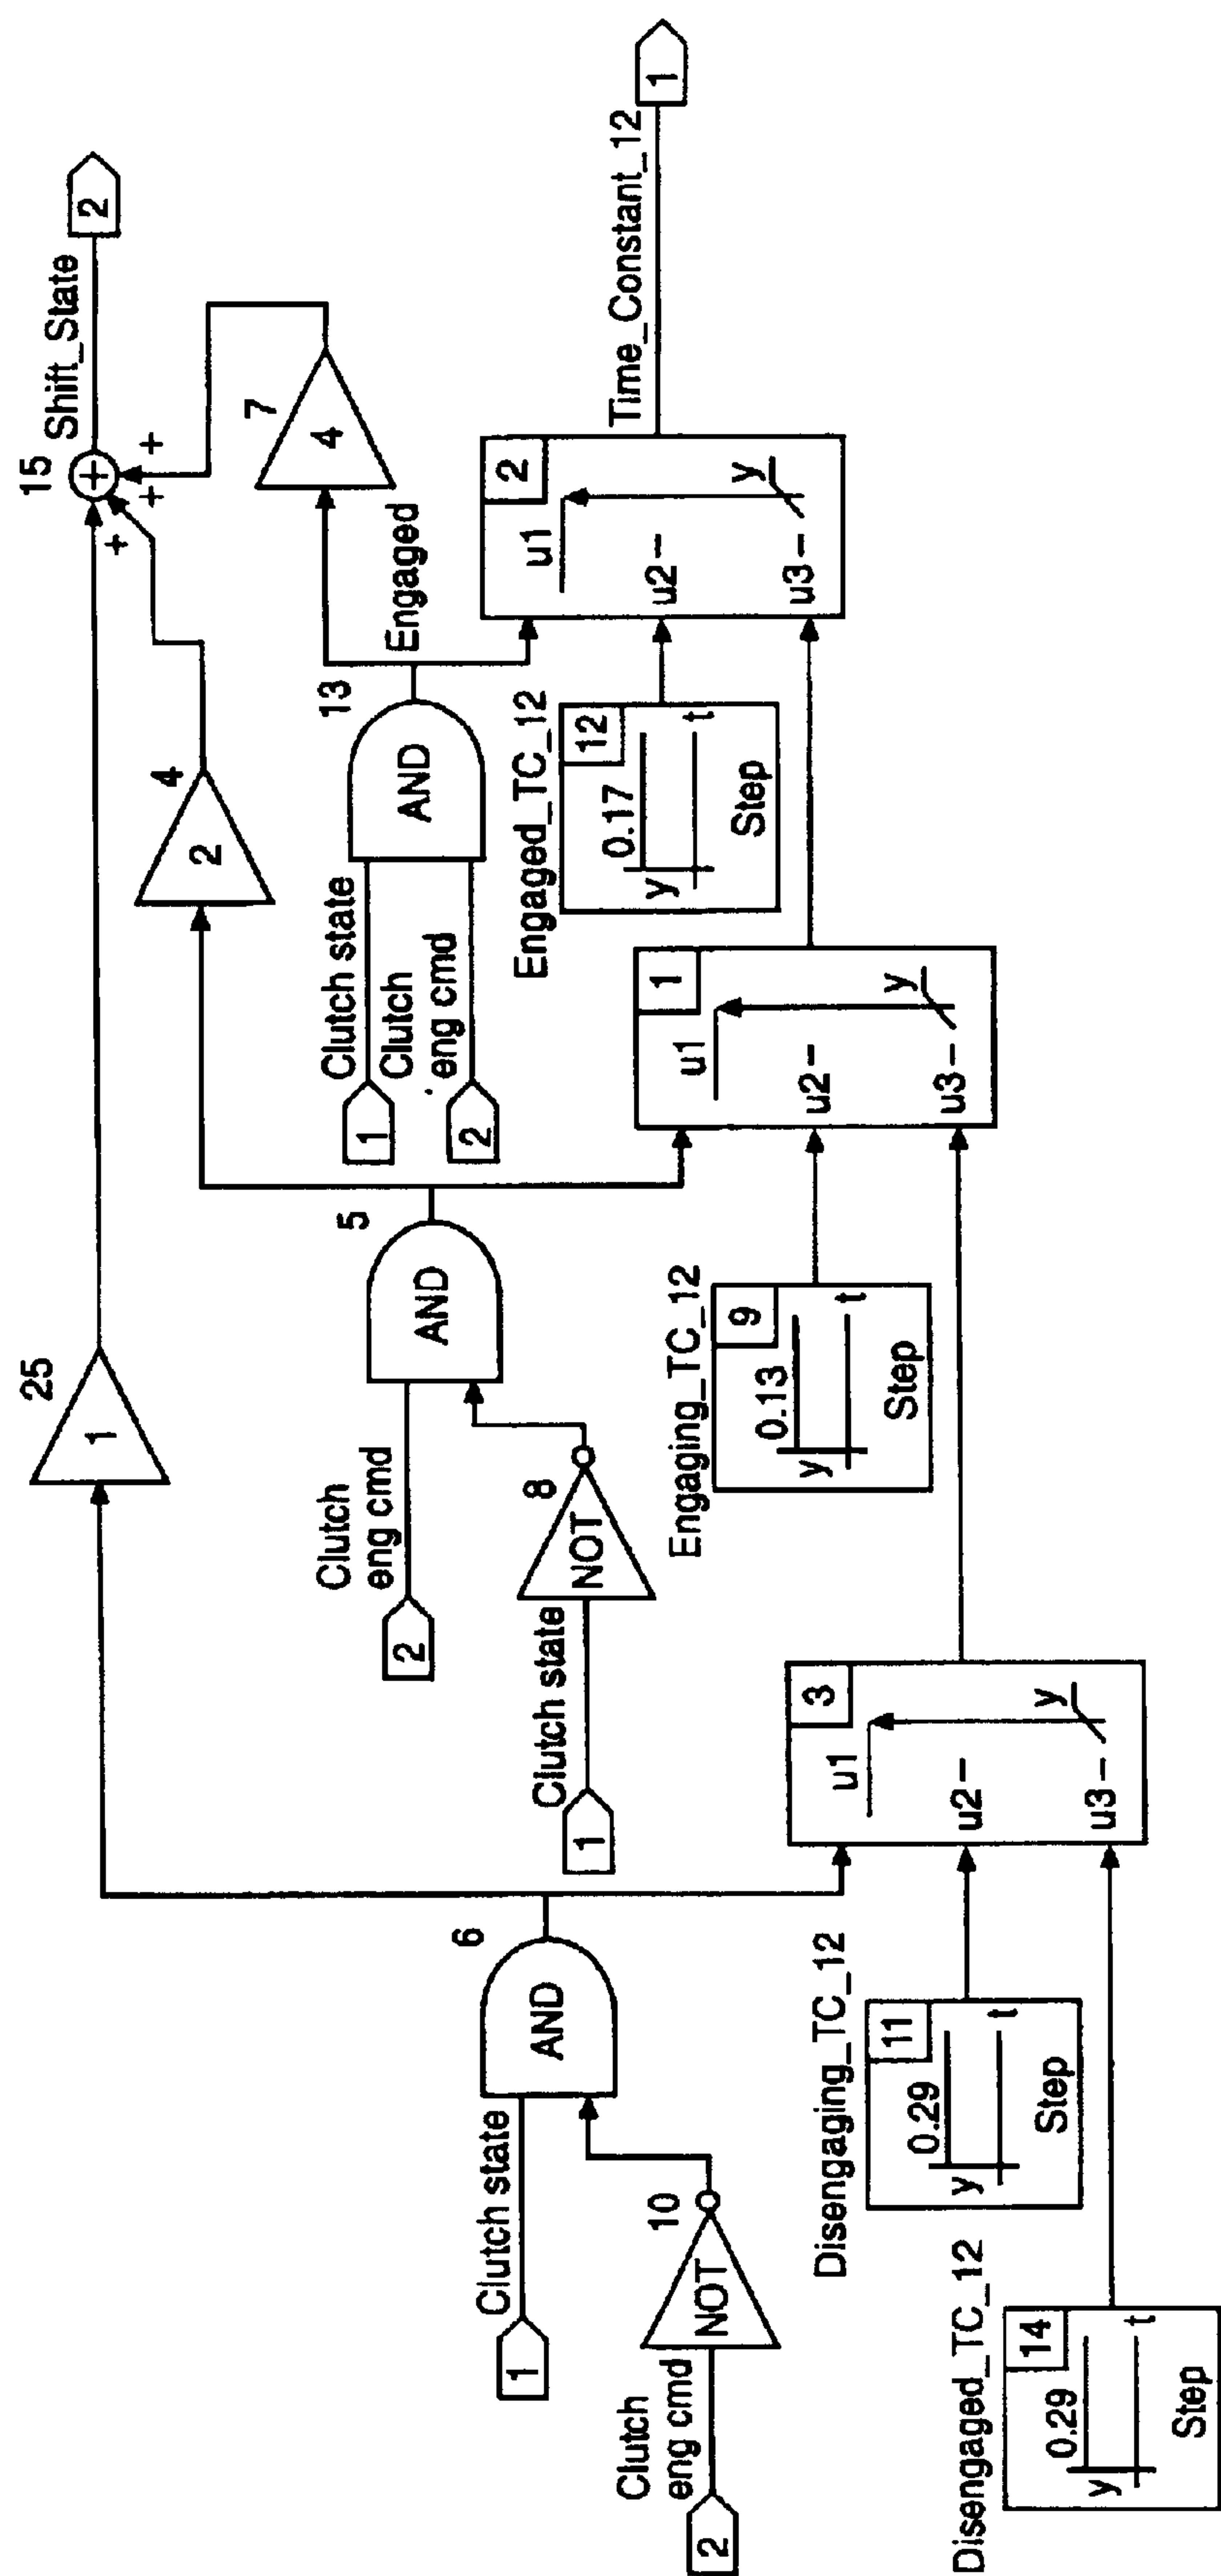 15
Shift_State
2
+
+
+
25
1
4
2
7
4
13
Engaged
Clutch state
1
AND
Clutch
eng cmd
2
5
Clutch
eng cmd
2
AND
8
Clutch state
1
NOT
6
Clutch state
1
AND
10
Clutch
eng cmd
2
NOT
Time_Constant_12
1
2
u1
u2
u3
y
Engaged_TC_12
12
0.17
y
t
Step
1
u1
u2
u3
y
Engaging_TC_12
9
0.13
y
t
Step
3
u1
u2
u3
y
Disengaging_TC_12
11
0.29
y
t
Step
Disengaged_TC_12
14
0.29
y
t
Step